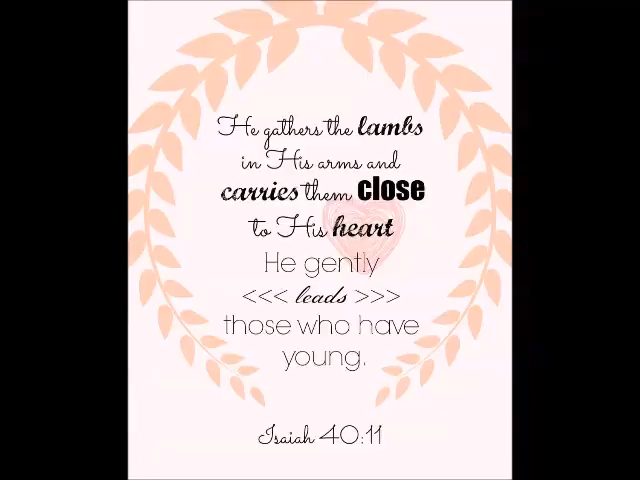 He gathers the lambs
in His arms and
carries them close
to His heart
He gently
<<< leads >>>
those who have
young.
Isaiah 40:11